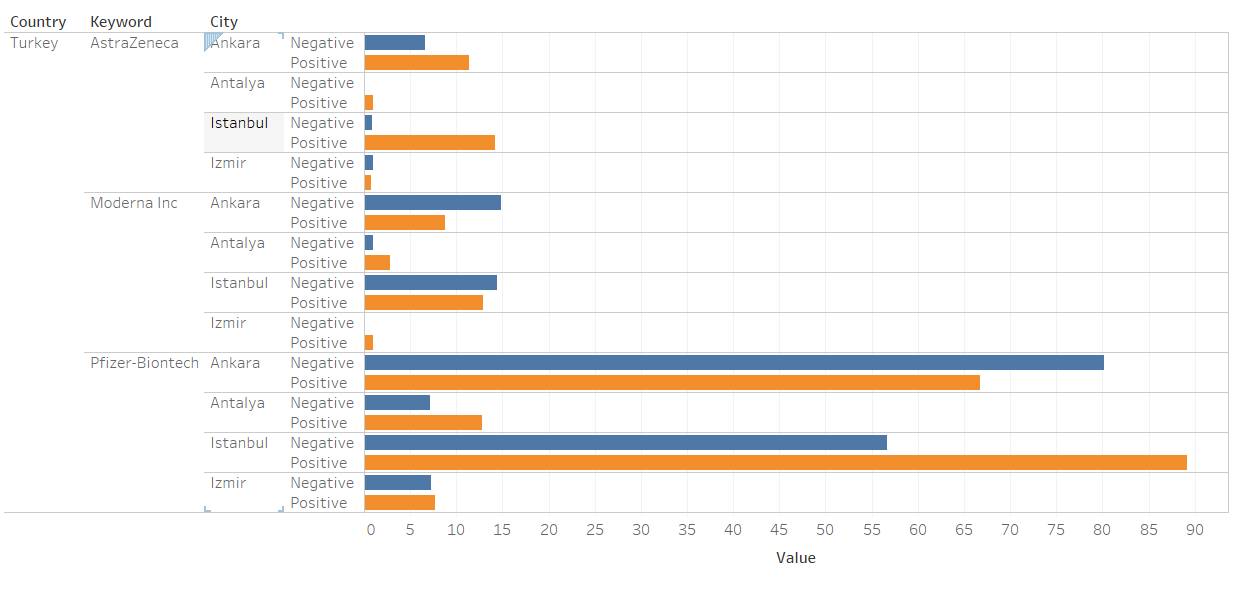 Country Keyword City
Turkey AstraZeneca Ankara Negative
Positive
Antalya Negative
Positive
Istanbul Negative
Positive
Izmir Negative
Positive
Moderna Inc Ankara Negative
Positive
Antalya Negative
Positive
Istanbul Negative
Positive
Izmir Negative
Positive
Pfizer-Biontech Ankara Negative
Positive
Antalya Negative
Positive
Istanbul Negative
Positive
Izmir Negative
Positive
0 5 10 15 20 25 30 35 40 45 50 55 60 65 70 75 80 85 90
Value